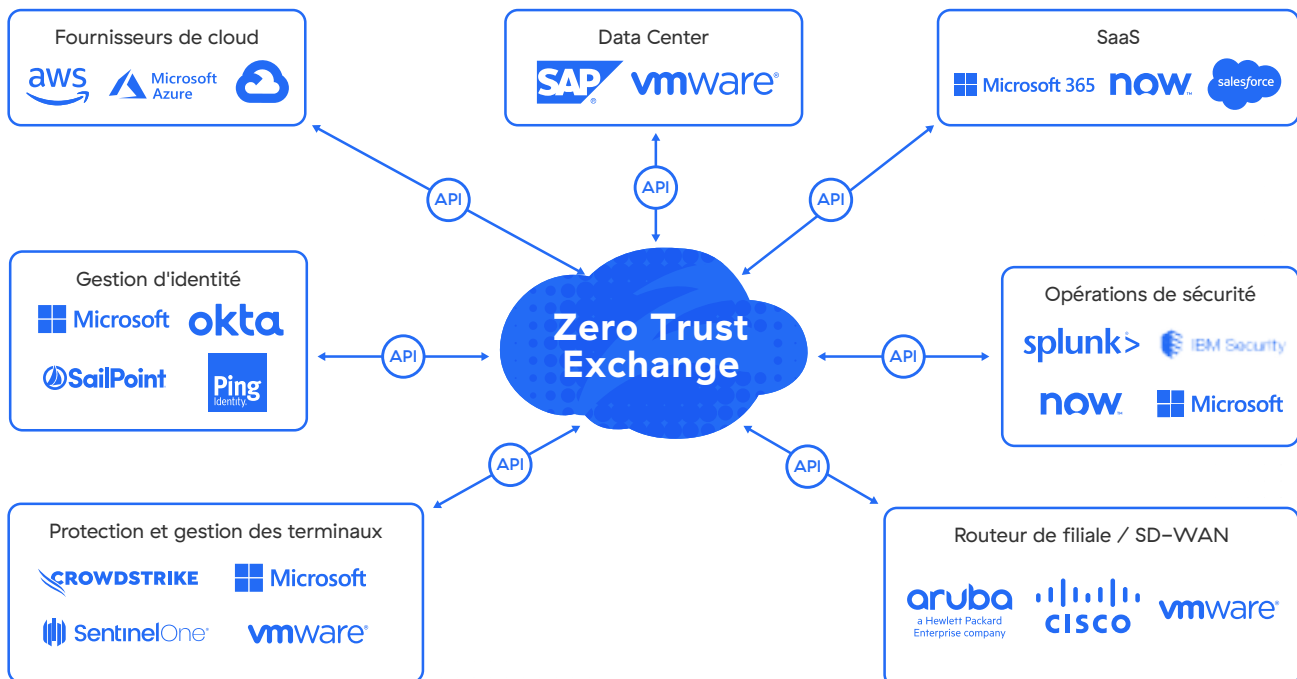 Fournisseurs de cloud
aws
Microsoft
Azure
Data Center
SAP
®
vmware®
SaaS
Microsoft 365
now™
salesforce
API
API
API
Gestion d'identité
Microsoft
okta
SailPoint
Ping
Identity®
API
Zero Trust
Exchange
API
Opérations de sécurité
splunk>
IBM Security
now™
Microsoft
API
API
Protection et gestion des terminaux
CROWDSTRIKE
Microsoft
SentinelOne®
vmware®
Routeur de filiale / SD-WAN
aruba
a Hewlett Packard
Enterprise company
CISCO
vmware®